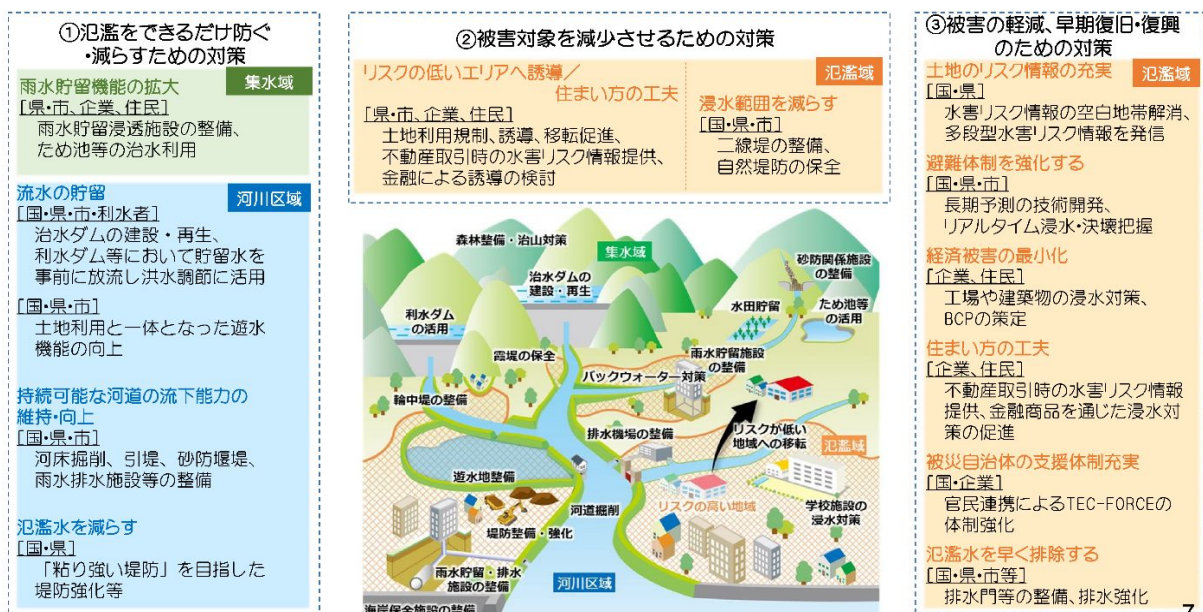 ①氾濫をできるだけ防ぐ
・減らすための対策
雨水貯留機能の拡大
集水域
[県・市、企業、住民]
雨水貯留浸透施設の整備、
ため池等の治水利用
流水の貯留
河川区域
[国・県・市・利水者]
治水ダムの建設・再生、
利水ダム等において貯留水を
事前に放流し洪水調節に活用
[国・県・市]
土地利用と一体となった遊水
機能の向上
持続可能な河道の流下能力の
維持・向上
[国・県・市]
河床掘削、引堤、砂防堰堤、
雨水排水施設等の整備
氾濫水を減らす
[国・県]
「粘り強い堤防」を目指した
堤防強化等
②被害対象を減少させるための対策
リスクの低いエリアへ誘導／
住まい方の工夫
[県・市、企業、住民]
土地利用規制、誘導、移転促進、
不動産取引時の水害リスク情報提供、
金融による誘導の検討
氾濫域
浸水範囲を減らす
[国・県・市]
二線堤の整備、
自然堤防の保全
森林整備・治山対策
集水域
砂防関係施設
の整備
治水ダムの
建設・再生
水田貯留
ため池等
の活用
利水ダム
の活用
霞堤の保全
雨水貯留施設
の整備
バックウォーター対策
輪中堤の整備
排水機場の整備
リスクが低い
地域への移転
氾濫域
遊水地整備
河道掘削
リスクの高い地域
学校施設の
浸水対策
堤防整備・強化
雨水貯留・排水
施設の整備
河川区域
海岸保全施設の整備
③被害の軽減、早期復旧・復興
のための対策
土地のリスク情報の充実
氾濫域
[国・県]
水害リスク情報の空白地帯解消、
多段型水害リスク情報を発信
避難体制を強化する
[国・県・市]
長期予測の技術開発、
リアルタイム浸水・決壊把握
経済被害の最小化
[企業、住民]
工場や建築物の浸水対策、
BCPの策定
住まい方の工夫
[企業、住民]
不動産取引時の水害リスク情報
提供、金融商品を通じた浸水対
策の促進
被災自治体の支援体制充実
[国・企業]
官民連携によるTEC-FORCEの
体制強化
氾濫水を早く排除する
[国・県・市等]
排水門等の整備、排水強化
7